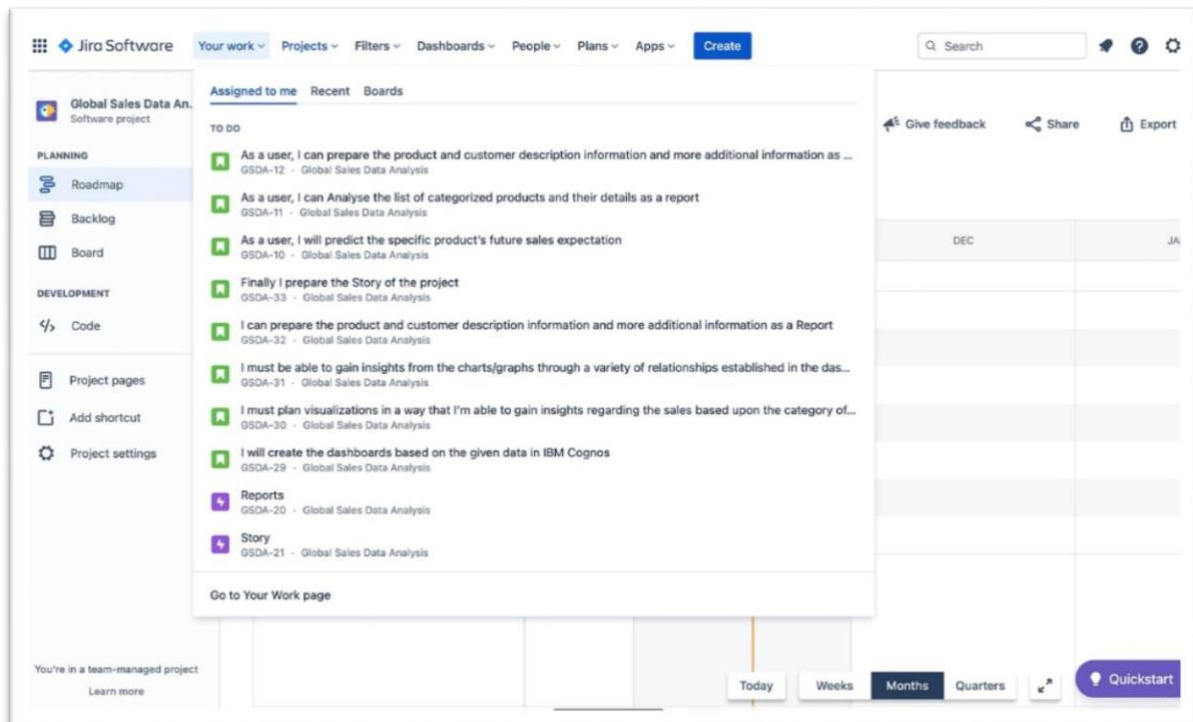 Jira Software Your work Projects Filters Dashboards People Plans Apps Create Search
Global Sales Data An.
Software project
PLANNING
Roadmap
Backlog
Board
DEVELOPMENT
Code
Project pages
Add shortcut
Project settings
You're in a team-managed project
Learn more
Assigned to me Recent Boards
TO DO
As a user, I can prepare the product and customer description information and more additional information as ...
GSDA-12 · Global Sales Data Analysis
As a user, I can Analyse the list of categorized products and their details as a report
GSDA-11 · Global Sales Data Analysis
As a user, I will predict the specific product's future sales expectation
GSDA-10 · Global Sales Data Analysis
Finally I prepare the Story of the project
GSDA-33 · Global Sales Data Analysis
I can prepare the product and customer description information and more additional information as a Report
GSDA-32 · Global Sales Data Analysis
I must be able to gain insights from the charts/graphs through a variety of relationships established in the das...
GSDA-31 · Global Sales Data Analysis
I must plan visualizations in a way that I'm able to gain insights regarding the sales based upon the category of...
GSDA-30 · Global Sales Data Analysis
I will create the dashboards based on the given data in IBM Cognos
GSDA-29 · Global Sales Data Analysis
Reports
GSDA-20 · Global Sales Data Analysis
Story
GSDA-21 · Global Sales Data Analysis
Go to Your Work page
Give feedback Share Export
DEC JA
Today Weeks Months Quarters Quickstart